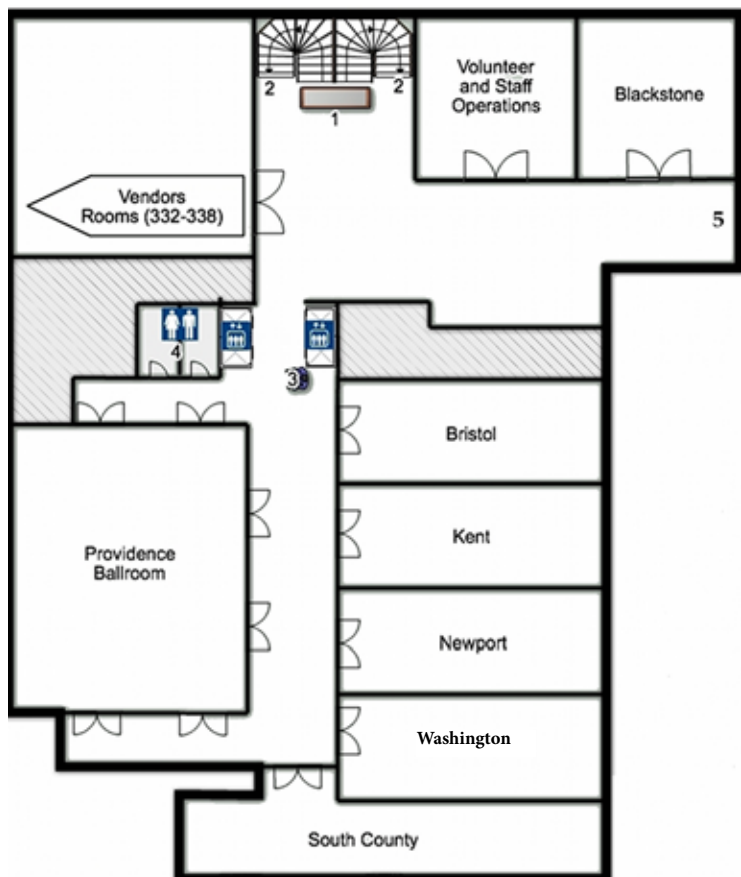 Volunteer
and Staff
Operations
Blackstone
2
2
1
Vendors
Rooms (332-338)
5
4
3
Bristol
Kent
Providence
Ballroom
Newport
Washington
South County